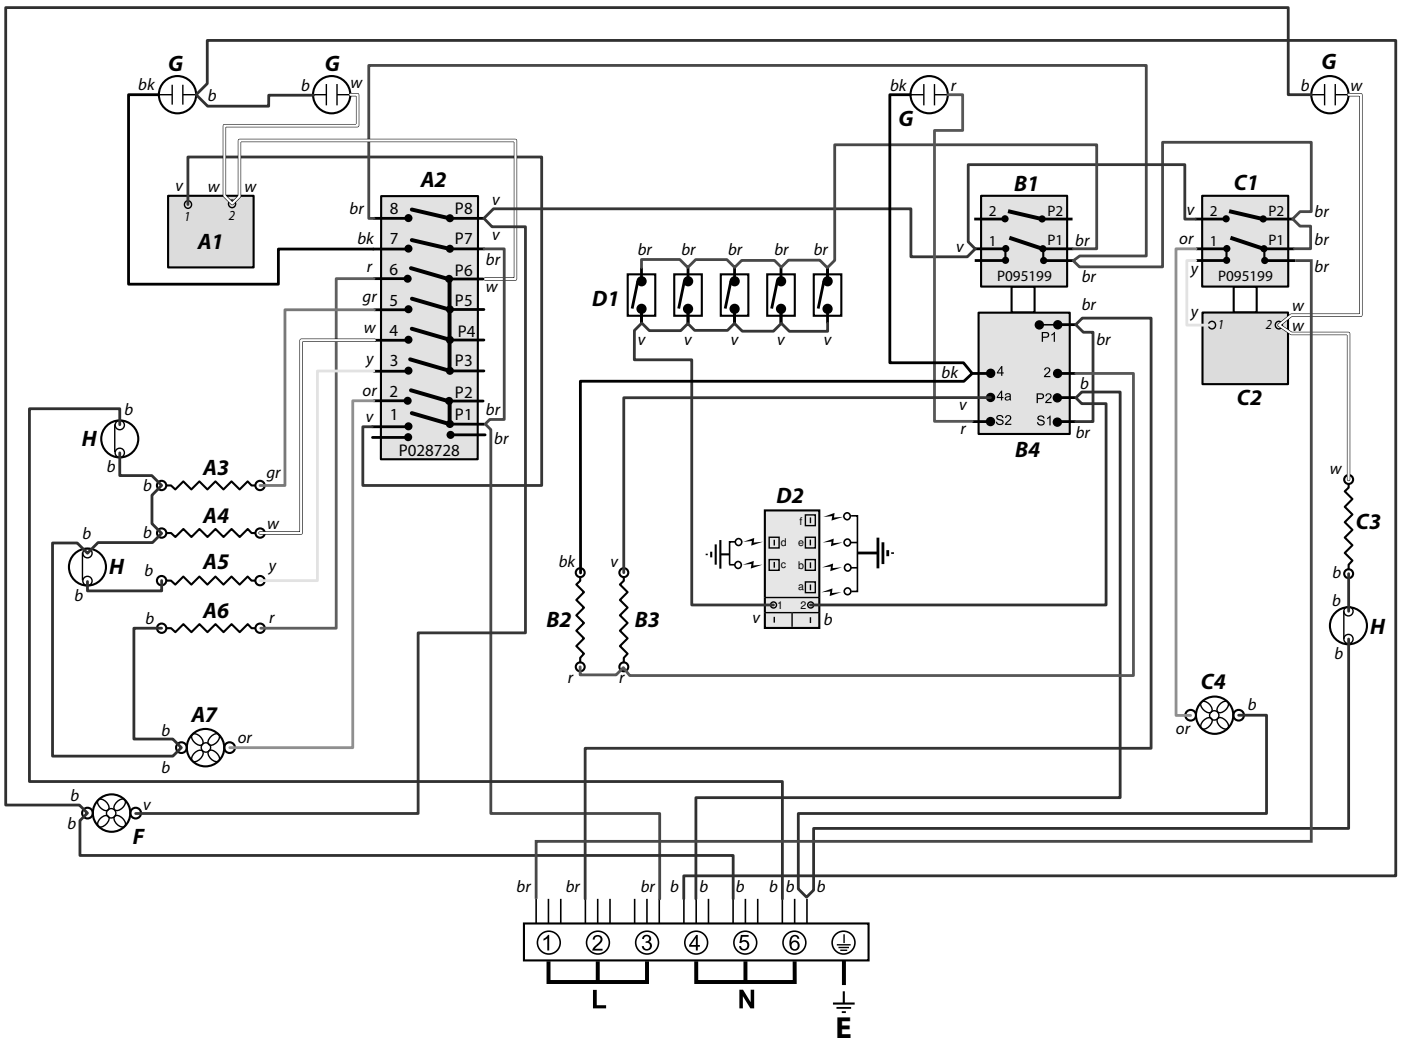 G
G
G
bk
b
b
w
bk
r
G
b
w
v
w
w
1
2
A1
A2
br
8
P8
v
v
bk
7
P7
br
r
6
P6
w
gr
5
P5
w
4
P4
y
3
P3
or
2
P2
br
v
1
P1
br
P028728
B1
2
P2
v
1
P1
br
br
P095199
C1
v
2
P2
br
or
1
P1
br
y
br
P095199
br
br
br
br
br
D1
v
v
v
v
v
br
P1
br
bk
4
2
b
v
4a
P2
r
S2
S1
br
B4
y
1
2
w
w
C2
b
H
b
b
A3
gr
b
A4
w
b
H
b
b
A5
y
b
A6
r
D2
f
d
e
c
b
a
v
1
2
b
bk
v
B2
B3
r
r
w
C3
b
b
H
b
C4
b
or
A7
b
or
b
b
b
v
F
br
br
br
b
b
b
b
b
b
1
2
3
4
5
6
L
N
E